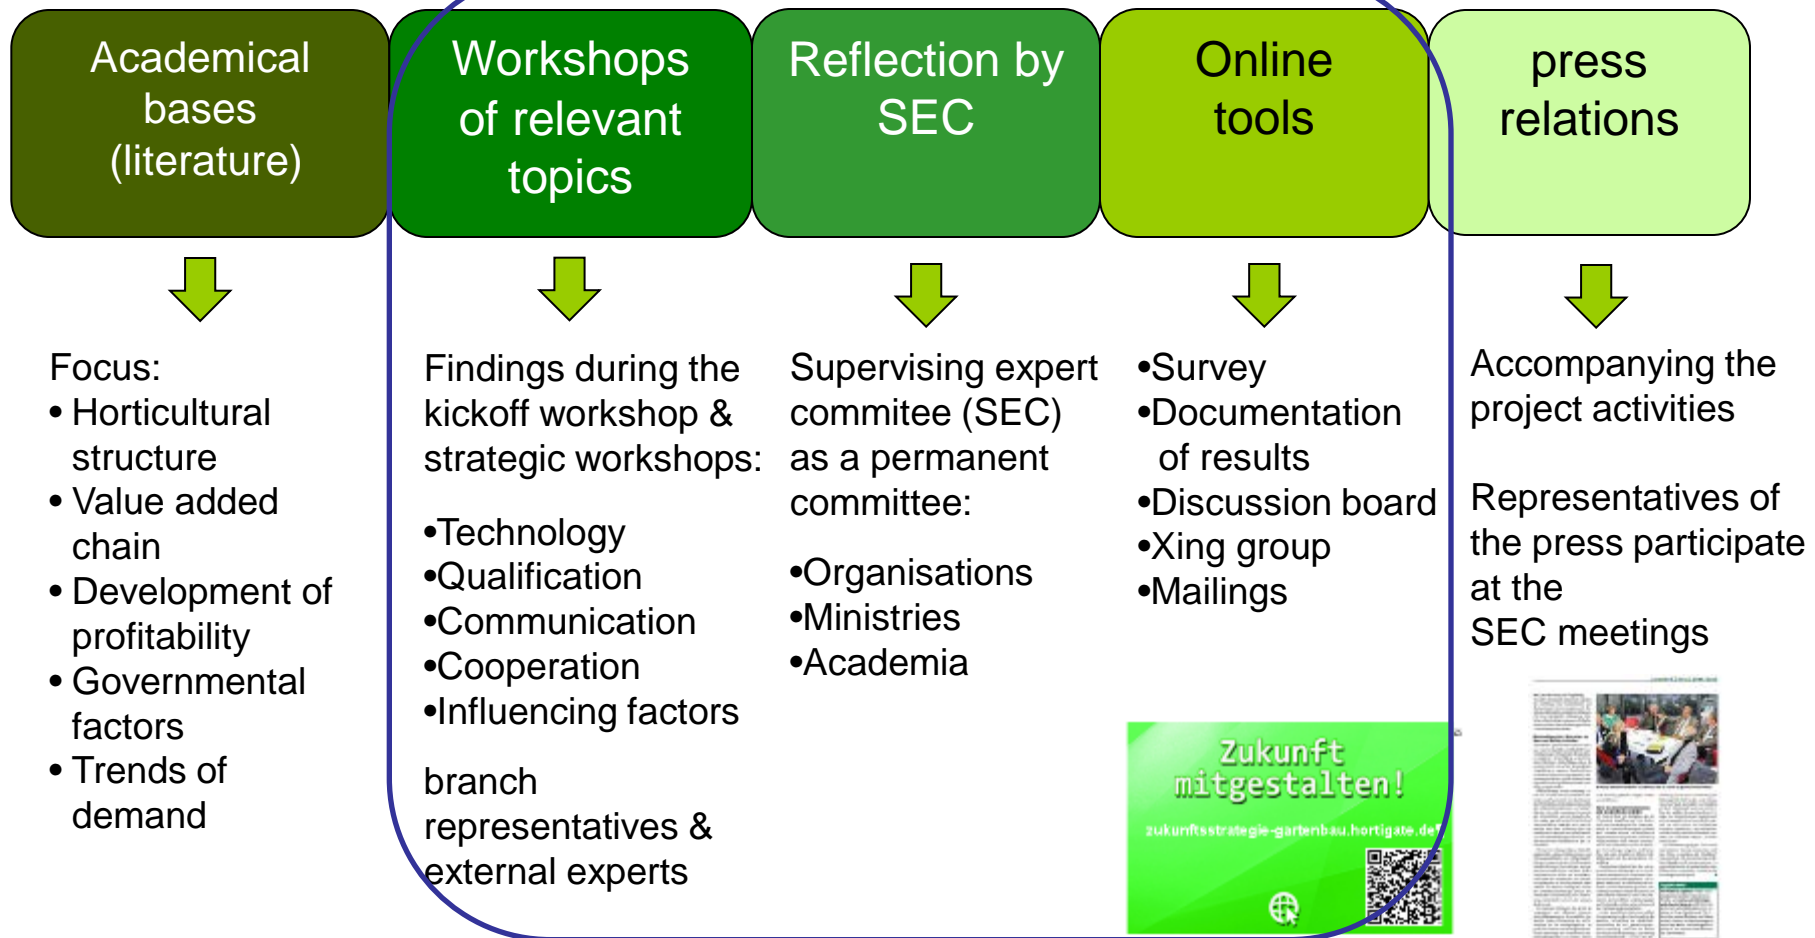 Academical
bases
(literature)
Workshops
of relevant
topics
Reflection by
SEC
Online
tools
press
relations
Focus:
• Horticultural
structure
• Value added
chain
• Development of
profitability
• Governmental
factors
• Trends of
demand
Findings during the
kickoff workshop &
strategic workshops:
•Technology
•Qualification
•Communication
•Cooperation
•Influencing factors
branch
representatives &
external experts
Supervising expert
commitee (SEC)
as a permanent
committee:
•Organisations
•Ministries
•Academia
•Survey
•Documentation
of results
•Discussion board
•Xing group
•Mailings
Zukunft
mitgestalten!
zukunftsstrategie-gartenbau.hortigate.de
Accompanying the
project activities
Representatives of
the press participate
at the
SEC meetings